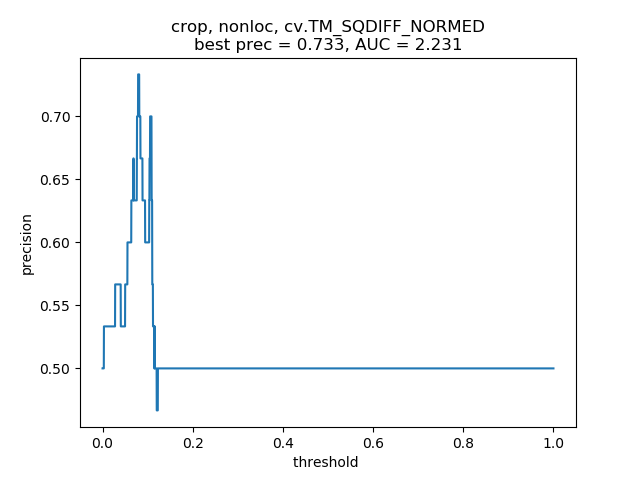 crop, nonloc, cv.TM_SQDIFF_NORMED
best prec = 0.733, AUC = 2.231
precision
0.70
0.65
0.60
0.55
0.50
0.0 0.2 0.4 0.6 0.8 1.0
threshold